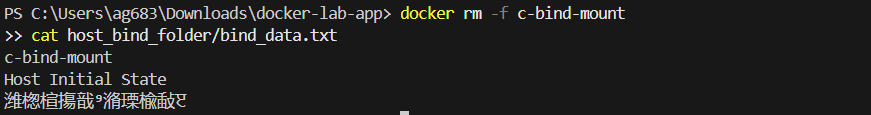 PS C:\Users\ag683\Downloads\docker-lab-app> docker rm -f c-bind-mount
>> cat host_bind_folder/bind_data.txt
c-bind-mount
Host Initial State